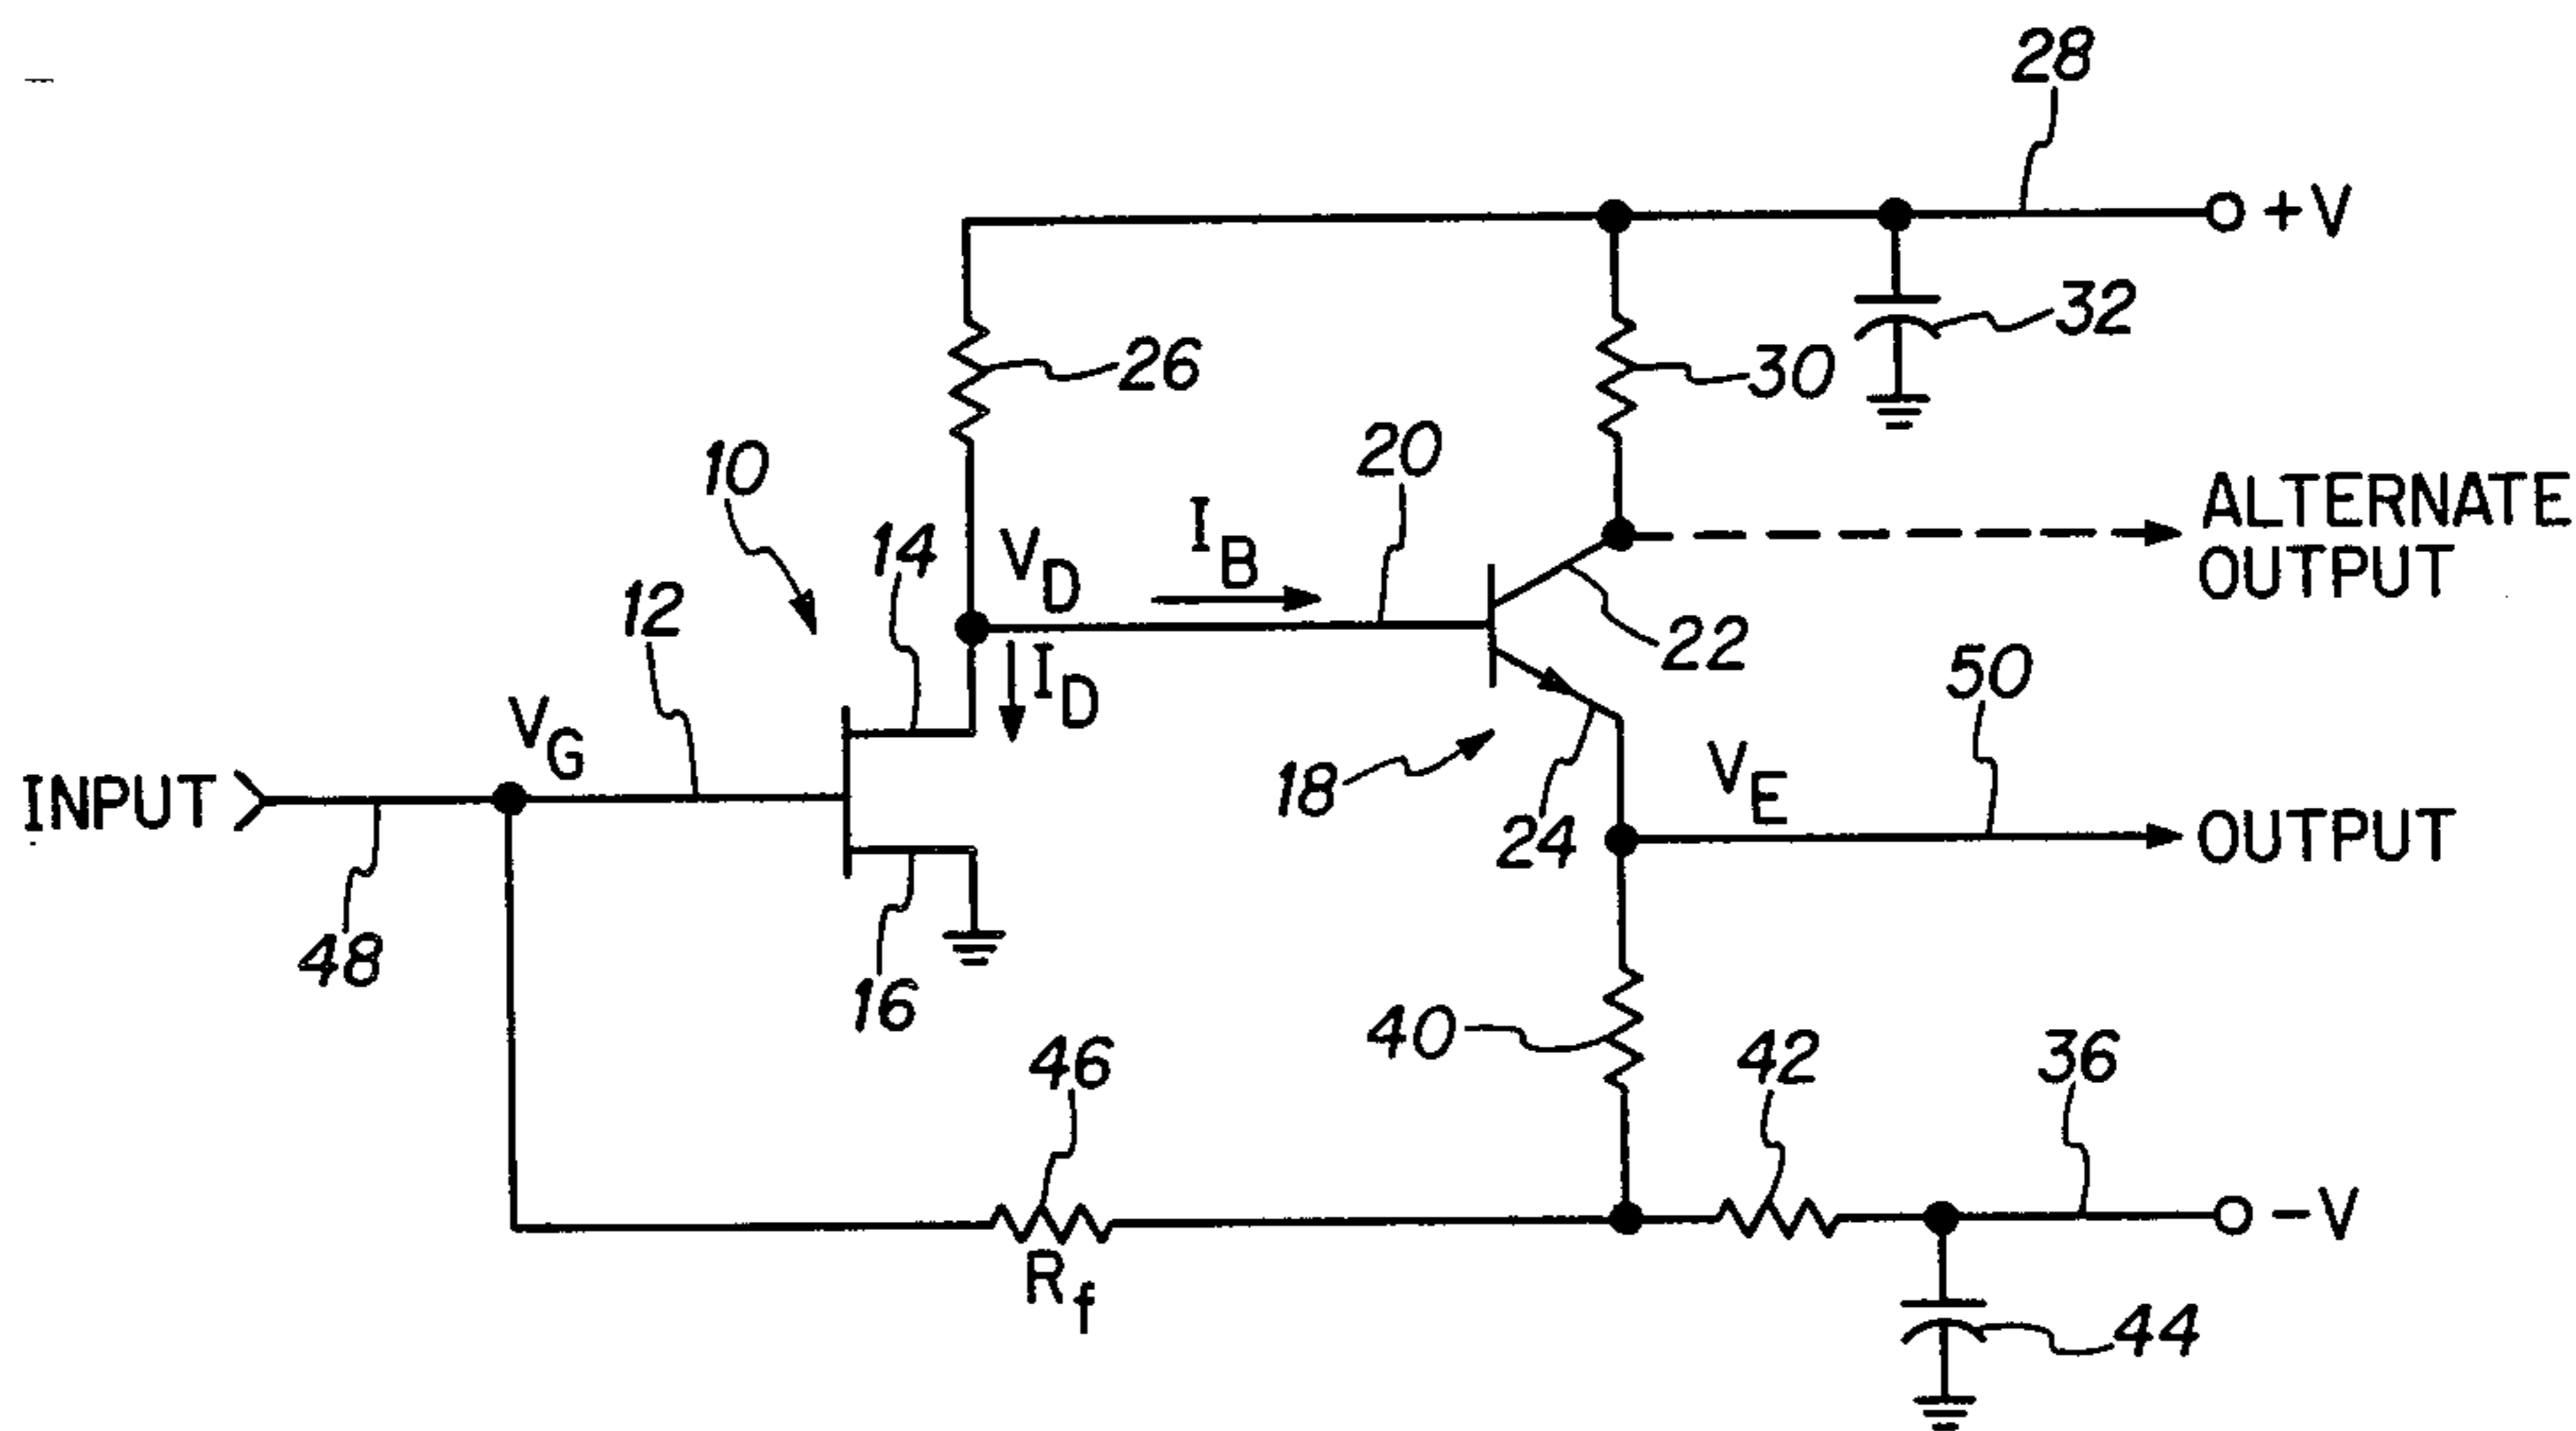 28
+V
32
26
30
10
20
ALTERNATE
OUTPUT
14
V_D
I_B
12
22
I_D
50
V_G
18
V_E
INPUT
24
OUTPUT
48
16
40
42
36
46
-V
R_f
44